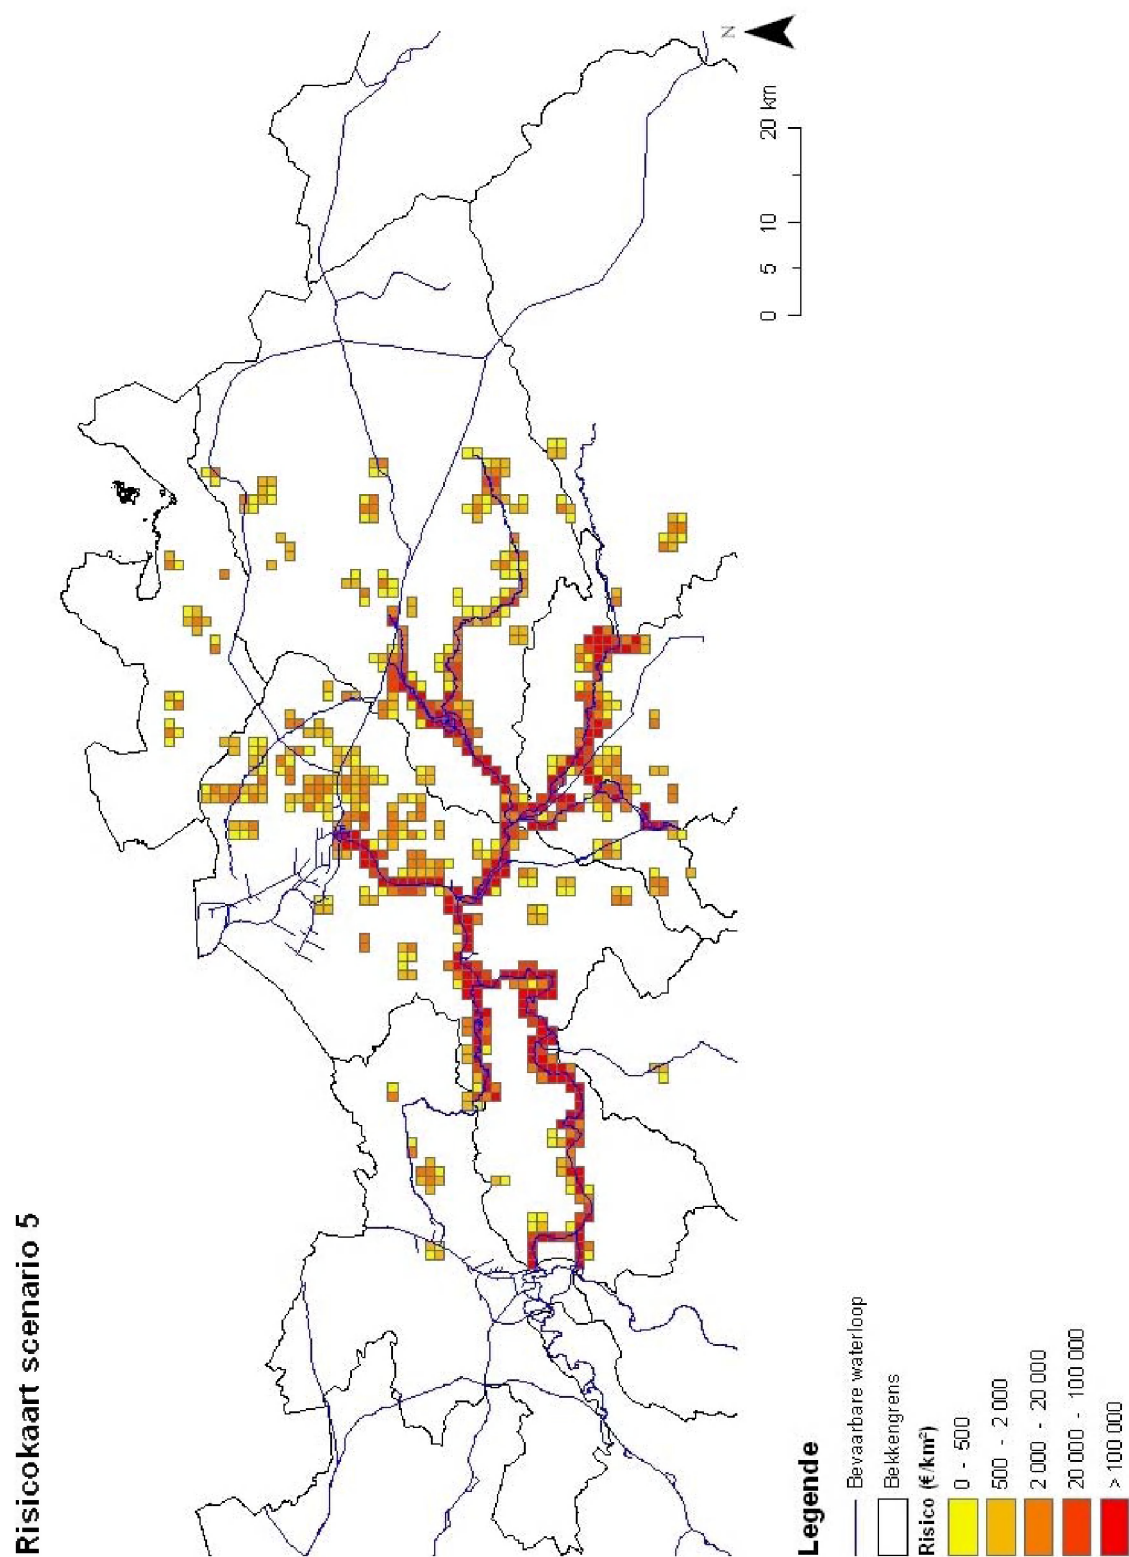 Risicokaart scenario 5
N
0 5 10 20 km
Legende
Bevaarbare waterloop
Bekkengrens
Risico (€/km²)
0 - 500
500 - 2 000
2 000 - 20 000
20 000 - 100 000
> 100 000